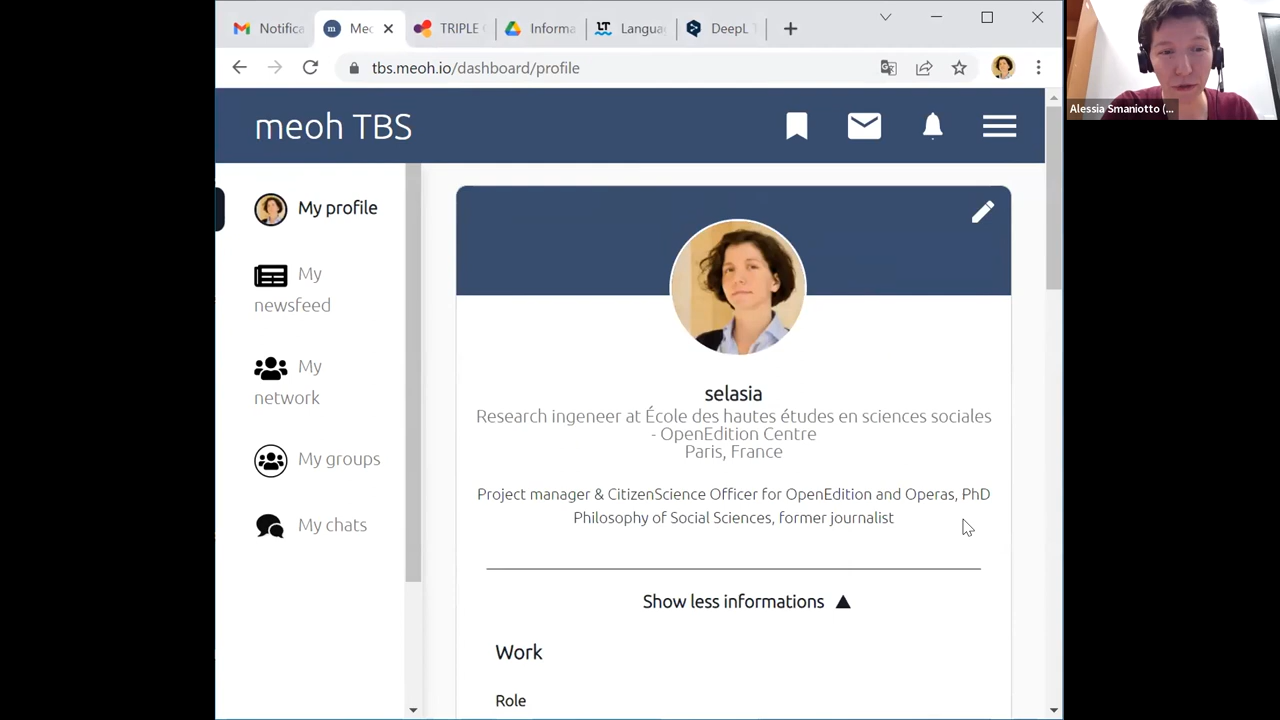 Notifica
Meo
TRIPLE
Informa
Langua
DeepL T
tbs.meoh.io/dashboard/profile
Alessia Smaniotto (...
meoh TBS
My profile
My
newsfeed
My
network
My groups
My chats
selasia
Research ingeneer at École des hautes études en sciences sociales
- OpenEdition Centre
Paris, France
Project manager & CitizenScience Officer for OpenEdition and Operas, PhD
Philosophy of Social Sciences, former journalist
Show less informations ▲
Work
Role